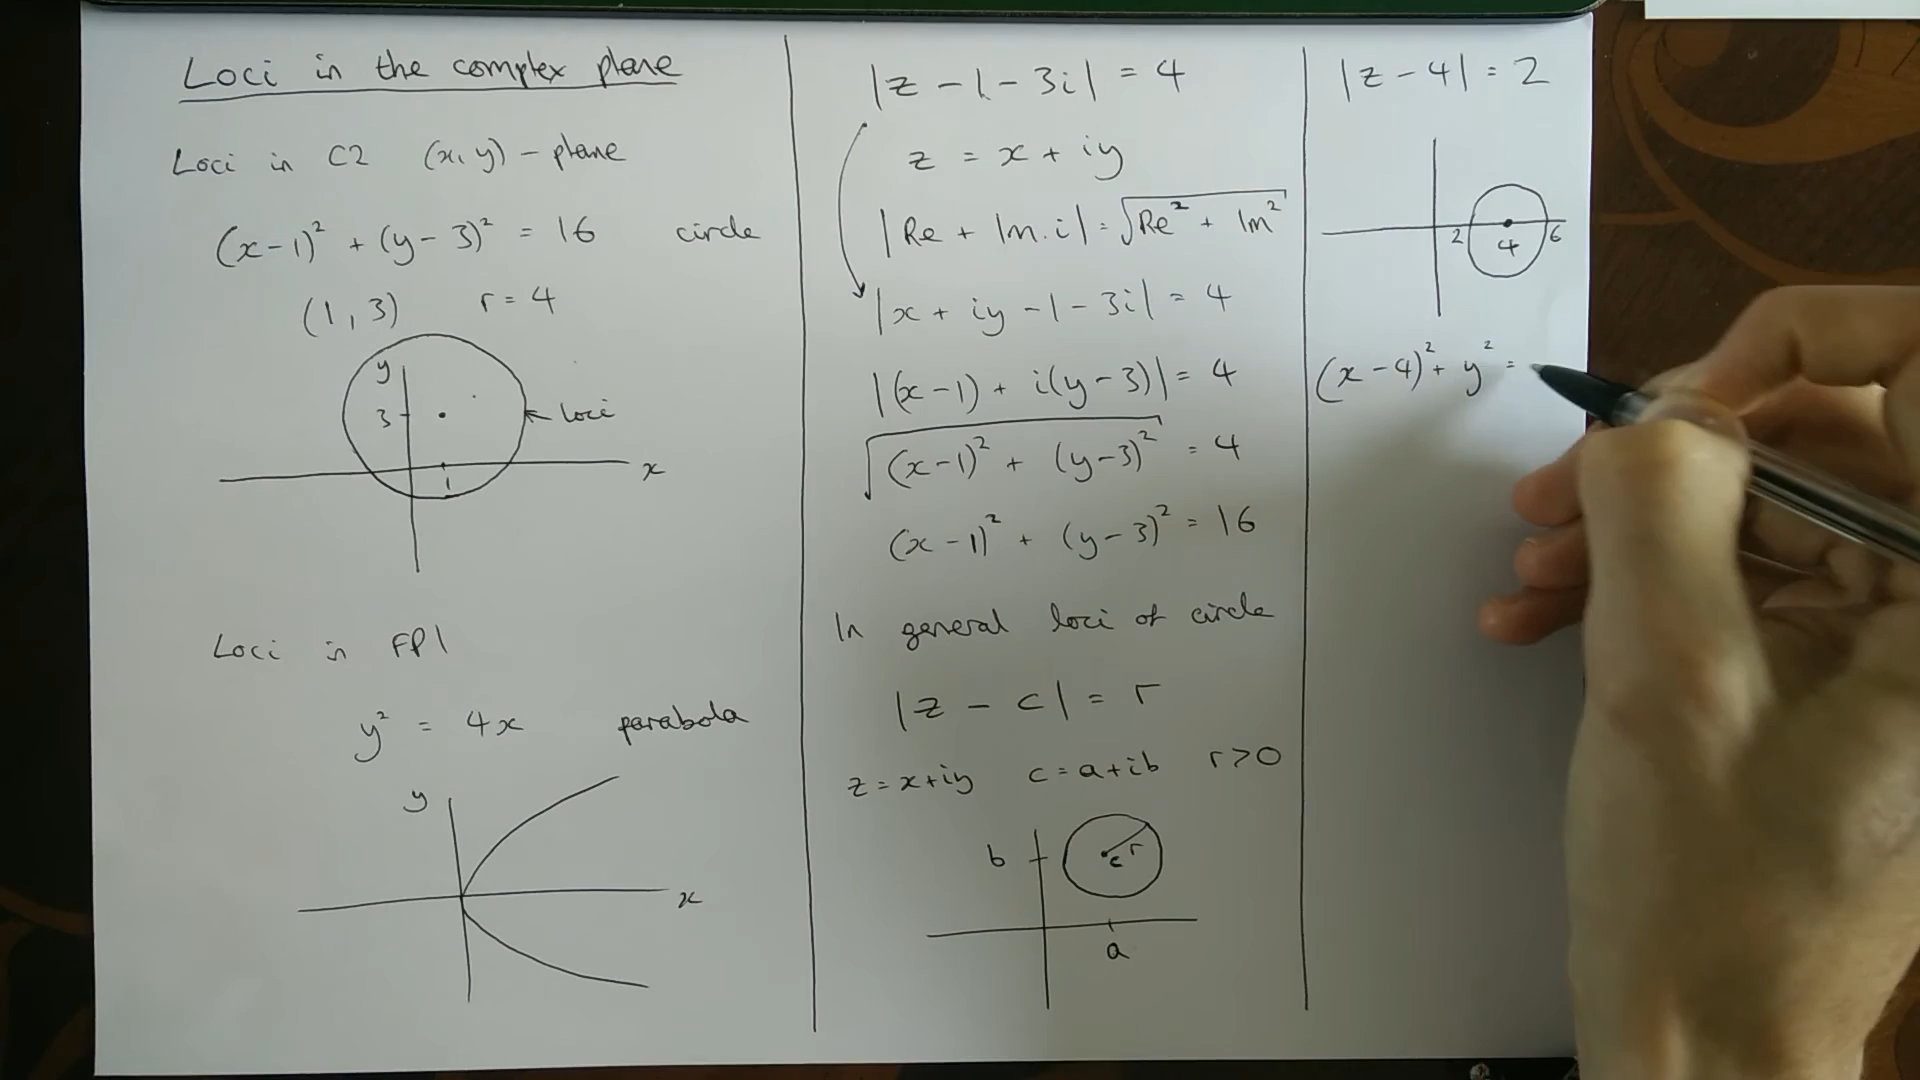 Loci in the complex plane
Loci in C2 (x, y) - plane
(x-1)² + (y-3)² = 16 circle
(1, 3) r = 4
y
3
loci
x
1
Loci in FP1
y² = 4x parabola
y
x
|z - 1 - 3i| = 4
z = x + iy
|Re + Im.i| = √(Re² + Im²)
|x + iy - 1 - 3i| = 4
|(x-1) + i(y-3)| = 4
√((x-1)² + (y-3)²) = 4
(x-1)² + (y-3)² = 16
In general loci of circle
|z - c| = r
z = x+iy c = a+ib r>0
b
c r
a
|z - 4| = 2
2 4 6
(x-4)² + y² =